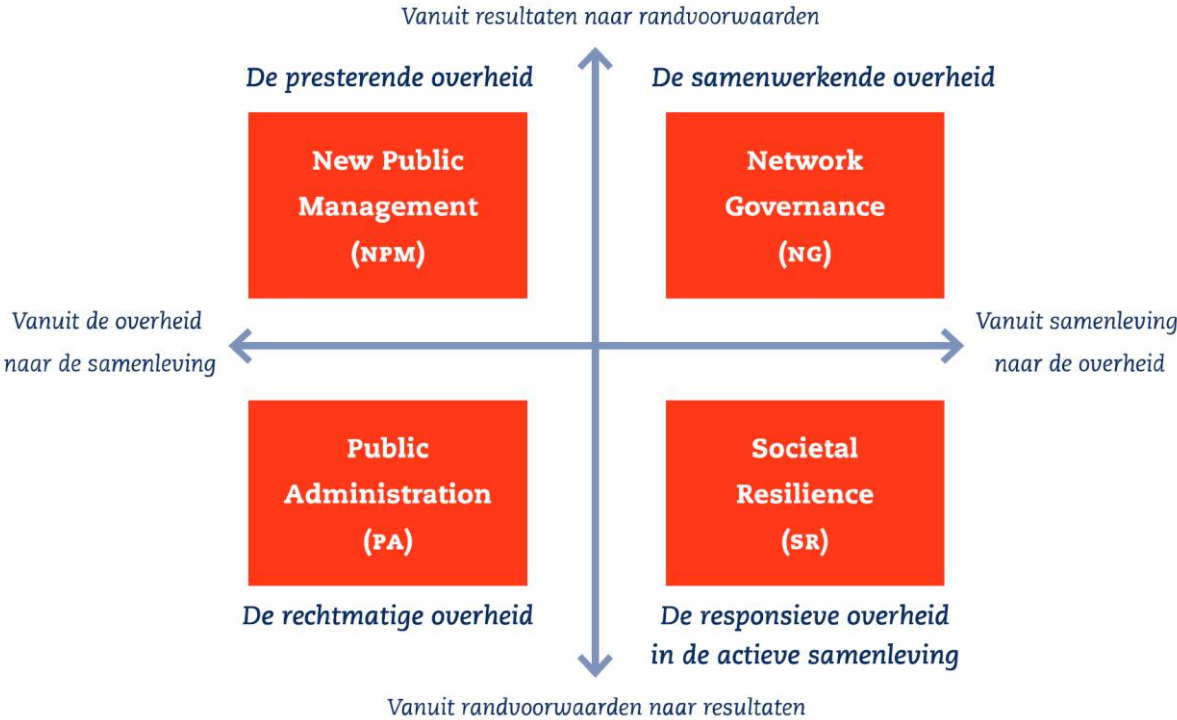 Vanuit resultaten naar randvoorwaarden
De presterende overheid
De samenwerkende overheid
New Public
Management
(NPM)
Network
Governance
(NG)
Vanuit de overheid
naar de samenleving
Vanuit samenleving
naar de overheid
Public
Administration
(PA)
Societal
Resilience
(SR)
De rechtmatige overheid
De responsieve overheid
in de actieve samenleving
Vanuit randvoorwaarden naar resultaten